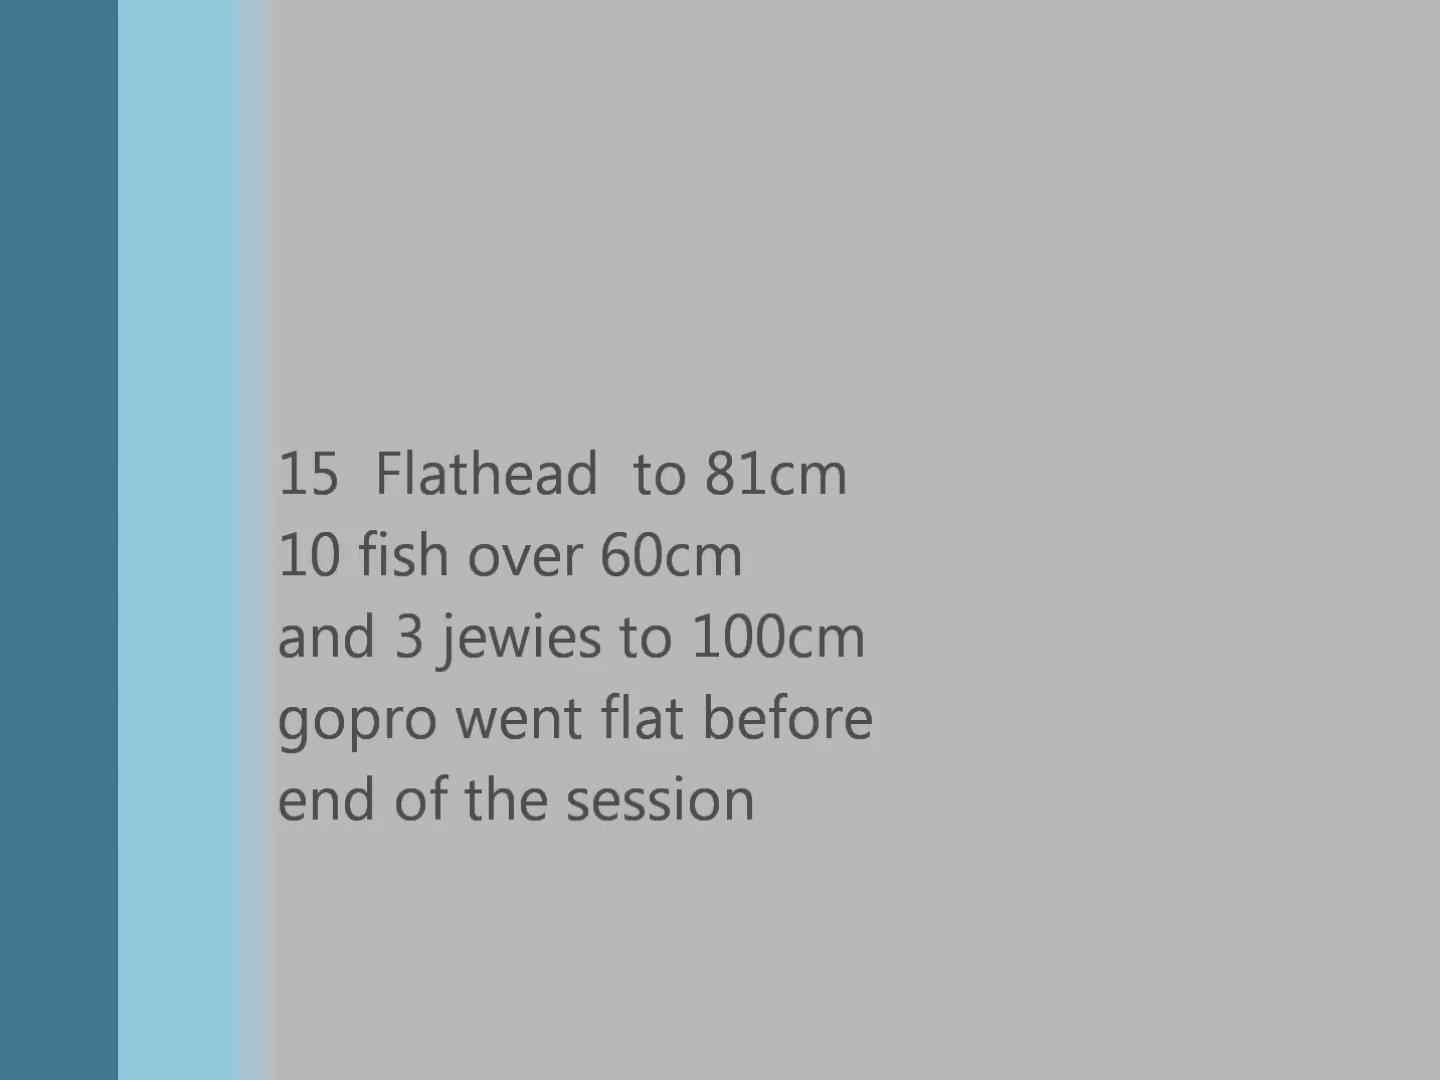 15  Flathead  to 81cm
10 fish over 60cm
and 3 jewies to 100cm
gopro went flat before
end of the session